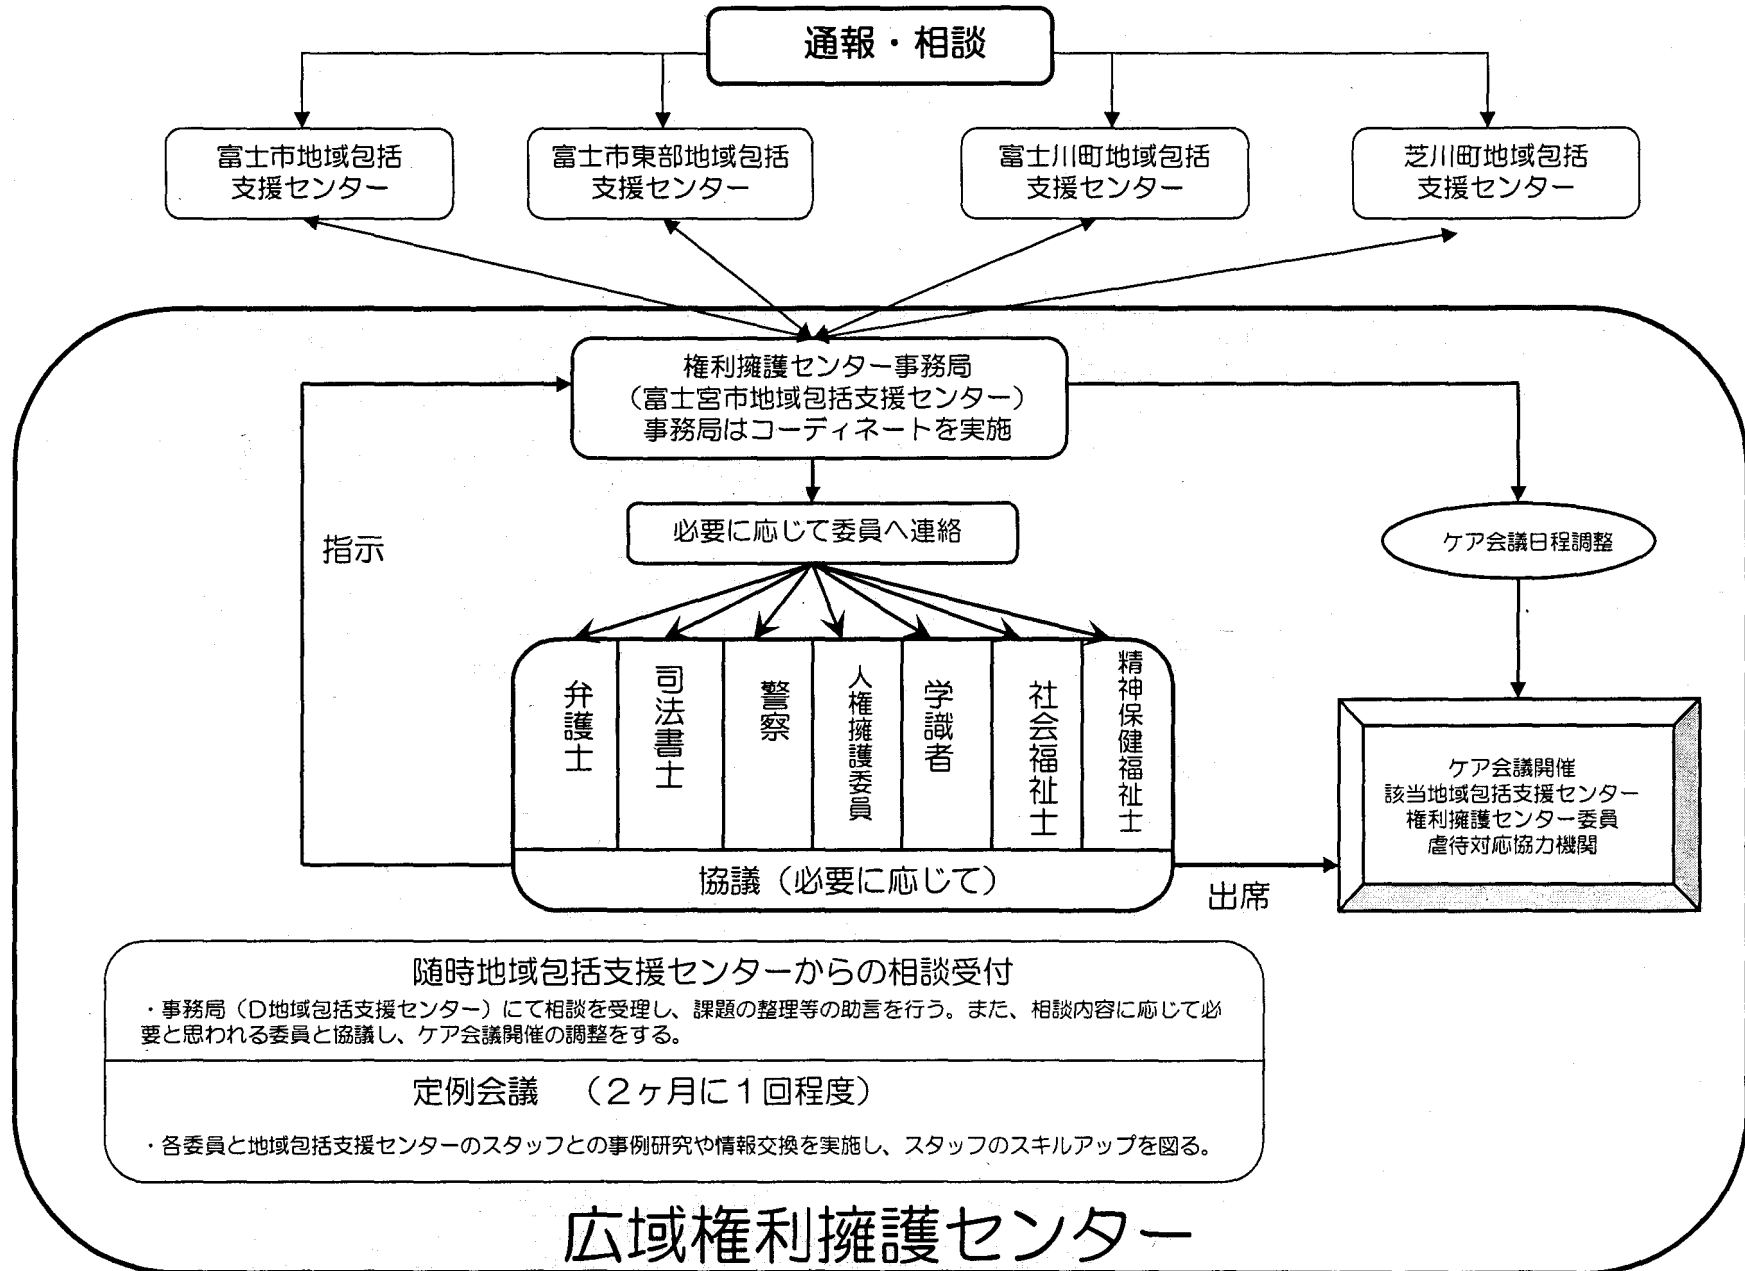 通報・相談
富士市地域包括
支援センター
富士市東部地域包括
支援センター
富士川町地域包括
支援センター
芝川町地域包括
支援センター
権利擁護センター事務局
（富士宮市地域包括支援センター）
事務局はコーディネートを実施
指示
必要に応じて委員へ連絡
ケア会議日程調整
弁護士
司法書士
警察
人権擁護委員
学識者
社会福祉士
精神保健福祉士
協議（必要に応じて）
出席
ケア会議開催
該当地域包括支援センター
権利擁護センター委員
虐待対応協力機関
随時地域包括支援センターからの相談受付
・事務局（D地域包括支援センター）にて相談を受理し、課題の整理等の助言を行う。また、相談内容に応じて必
要と思われる委員と協議し、ケア会議開催の調整をする。
定例会議　（２ヶ月に１回程度）
・各委員と地域包括支援センターのスタッフとの事例研究や情報交換を実施し、スタッフのスキルアップを図る。
広域権利擁護センター